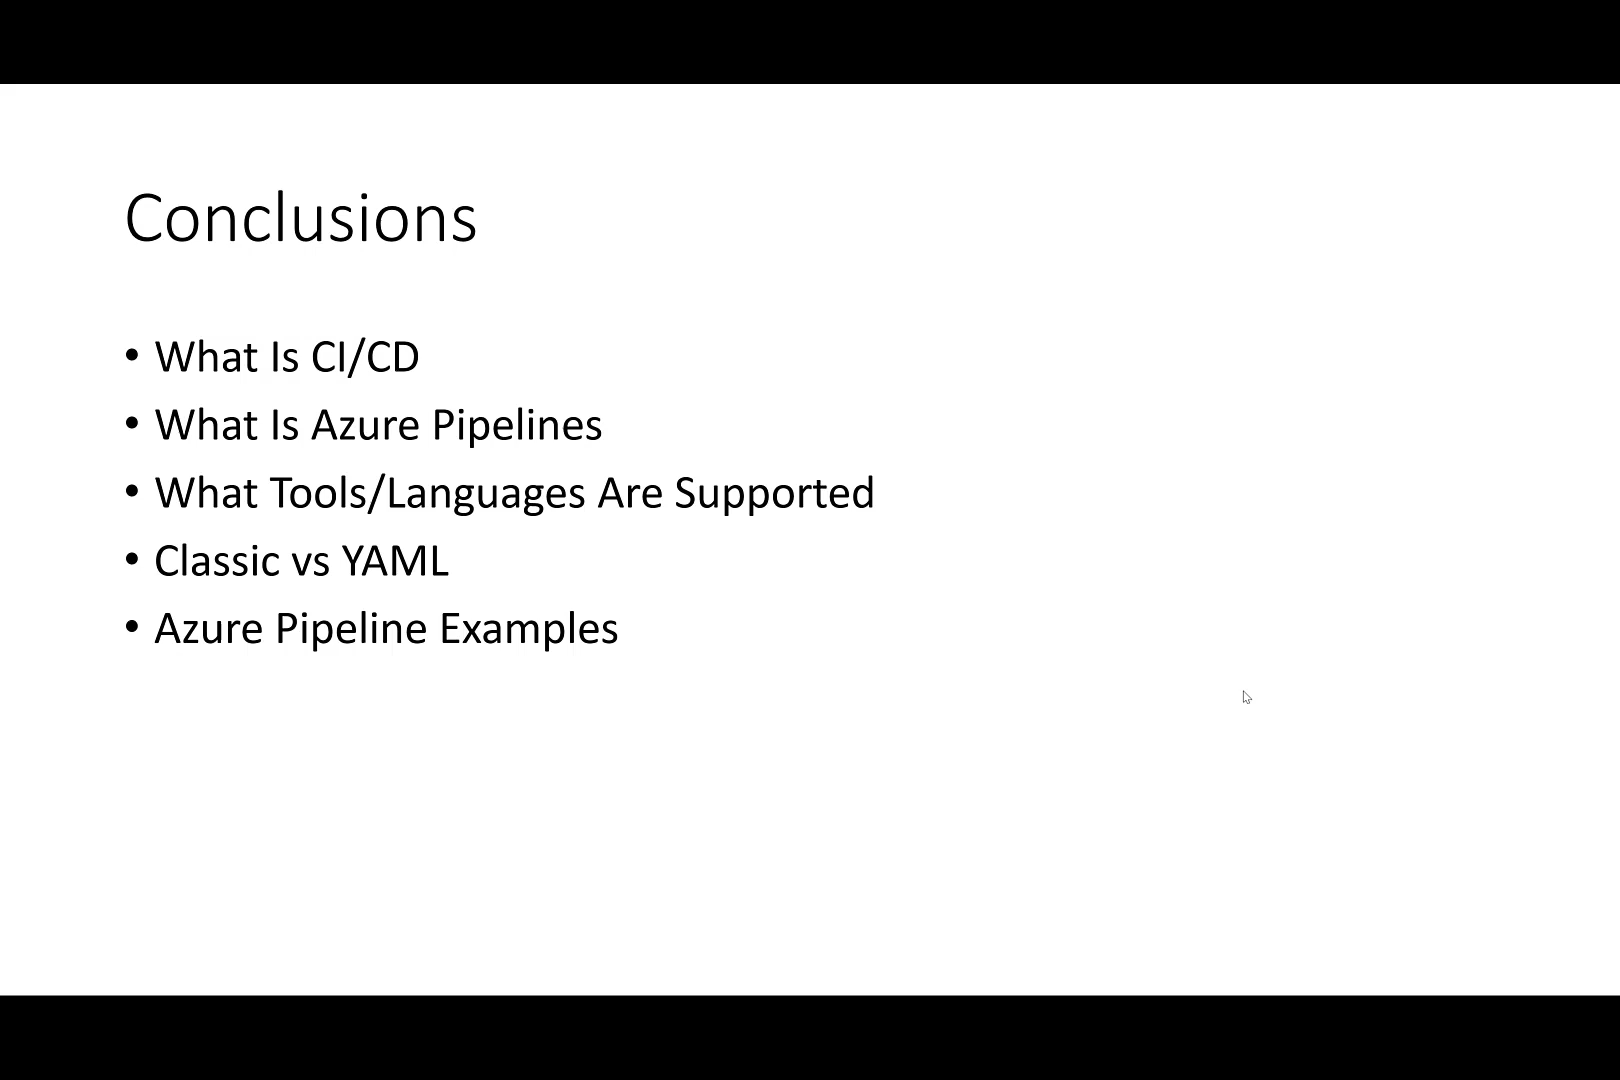 Conclusions
• What Is CI/CD
• What Is Azure Pipelines
• What Tools/Languages Are Supported
• Classic vs YAML
• Azure Pipeline Examples